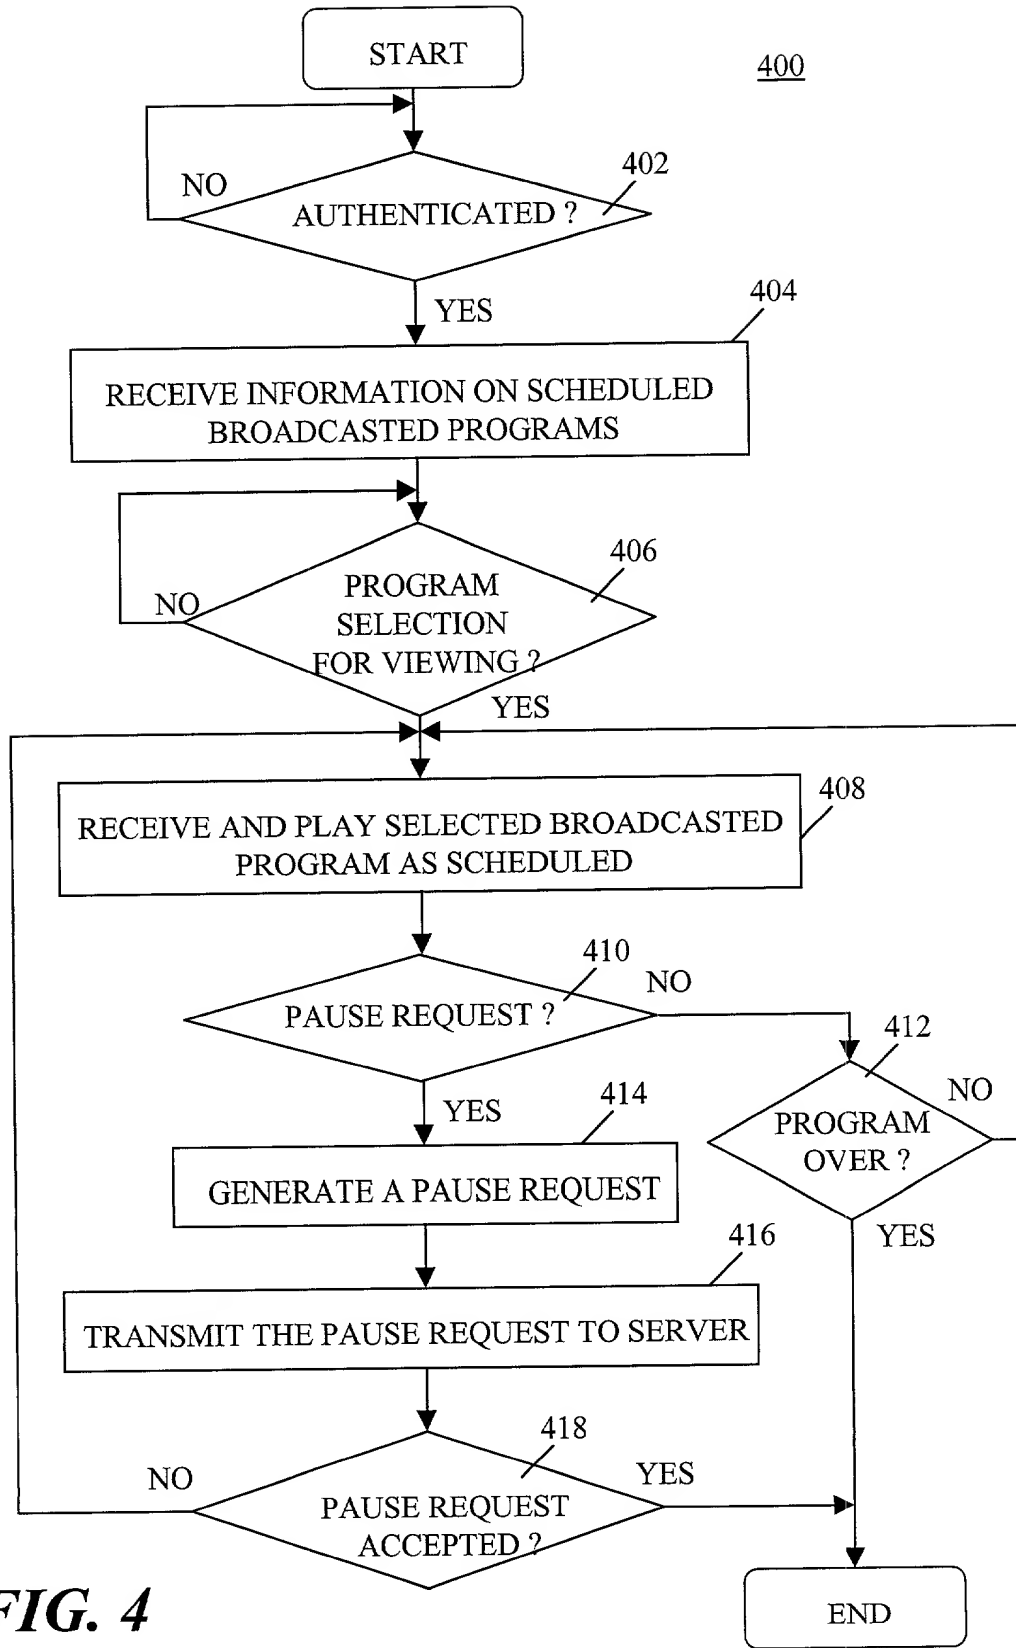 START
400
402
NO
AUTHENTICATED ?
YES
404
RECEIVE INFORMATION ON SCHEDULED
BROADCASTED PROGRAMS
406
PROGRAM
NO
SELECTION
FOR VIEWING ?
YES
408
RECEIVE AND PLAY SELECTED BROADCASTED
PROGRAM AS SCHEDULED
410
NO
PAUSE REQUEST ?
412
NO
YES
414
PROGRAM
OVER ?
GENERATE A PAUSE REQUEST
YES
416
TRANSMIT THE PAUSE REQUEST TO SERVER
418
NO
YES
PAUSE REQUEST
ACCEPTED ?
FIG. 4
END